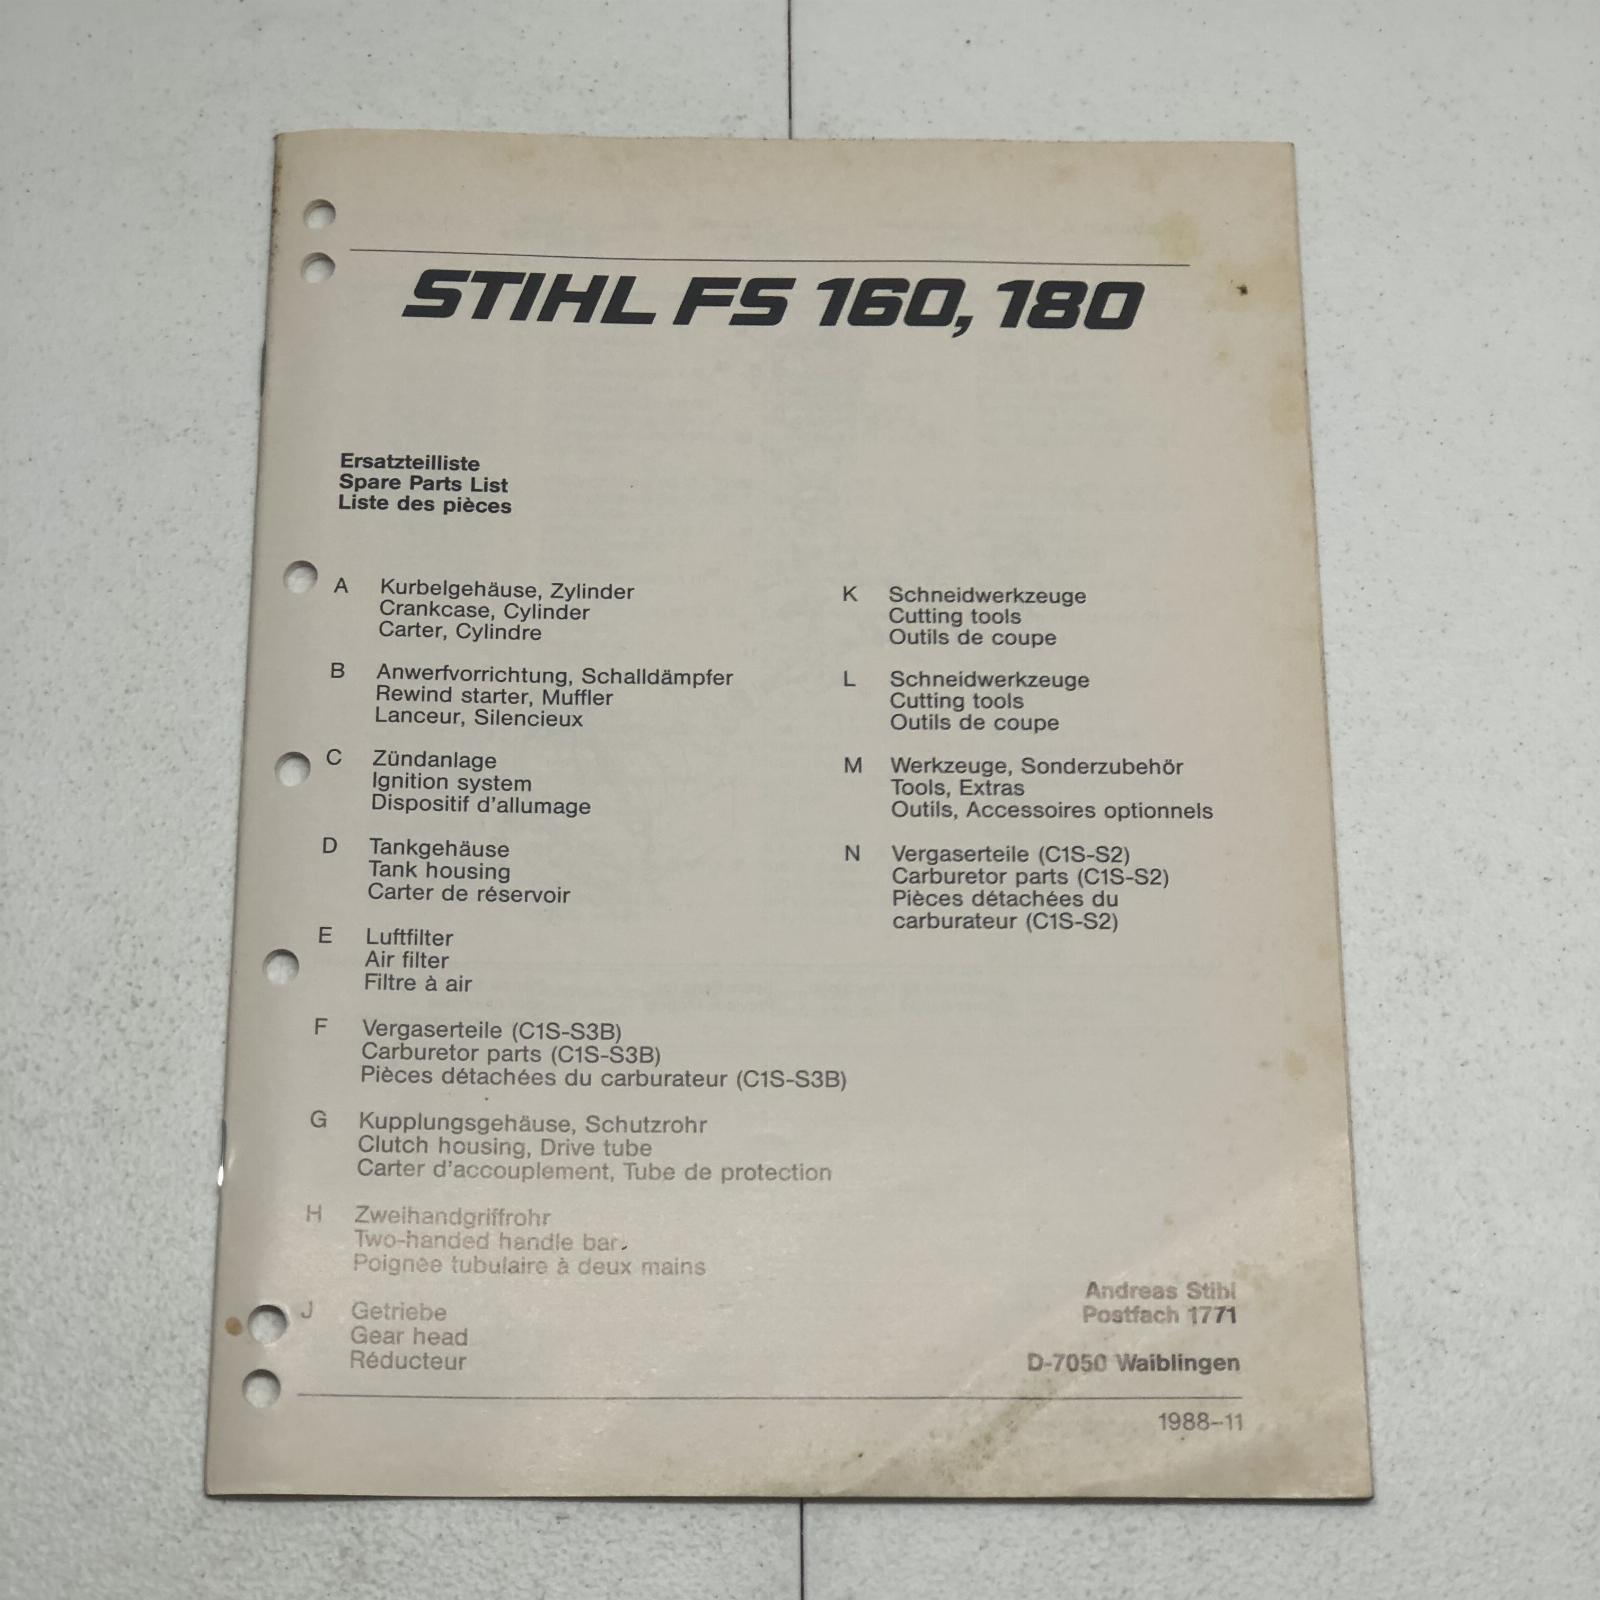 STIHL FS 160, 180
Ersatzteilliste
Spare Parts List
Liste des pièces
A Kurbelgehäuse, Zylinder
Crankcase, Cylinder
Carter, Cylindre
B Anwerfvorrichtung, Schalldämpfer
Rewind starter, Muffler
Lanceur, Silencieux
C Zündanlage
Ignition system
Dispositif d'allumage
D Tankgehäuse
Tank housing
Carter de réservoir
E Luftfilter
Air filter
Filtre à air
F Vergaserteile (C1S-S3B)
Carburetor parts (C1S-S3B)
Pièces détachées du carburateur (C1S-S3B)
G Kupplungsgehäuse, Schutzrohr
Clutch housing, Drive tube
Carter d'accouplement, Tube de protection
H Zweihandgriffrohr
Two-handed handle bar
Poignée tubulaire à deux mains
J Getriebe
Gear head
Réducteur
K Schneidwerkzeuge
Cutting tools
Outils de coupe
L Schneidwerkzeuge
Cutting tools
Outils de coupe
M Werkzeuge, Sonderzubehör
Tools, Extras
Outils, Accessoires optionnels
N Vergaserteile (C1S-S2)
Carburetor parts (C1S-S2)
Pièces détachées du
carburateur (C1S-S2)
Andreas Stihl
Postfach 1771
D-7050 Waiblingen
1988-11